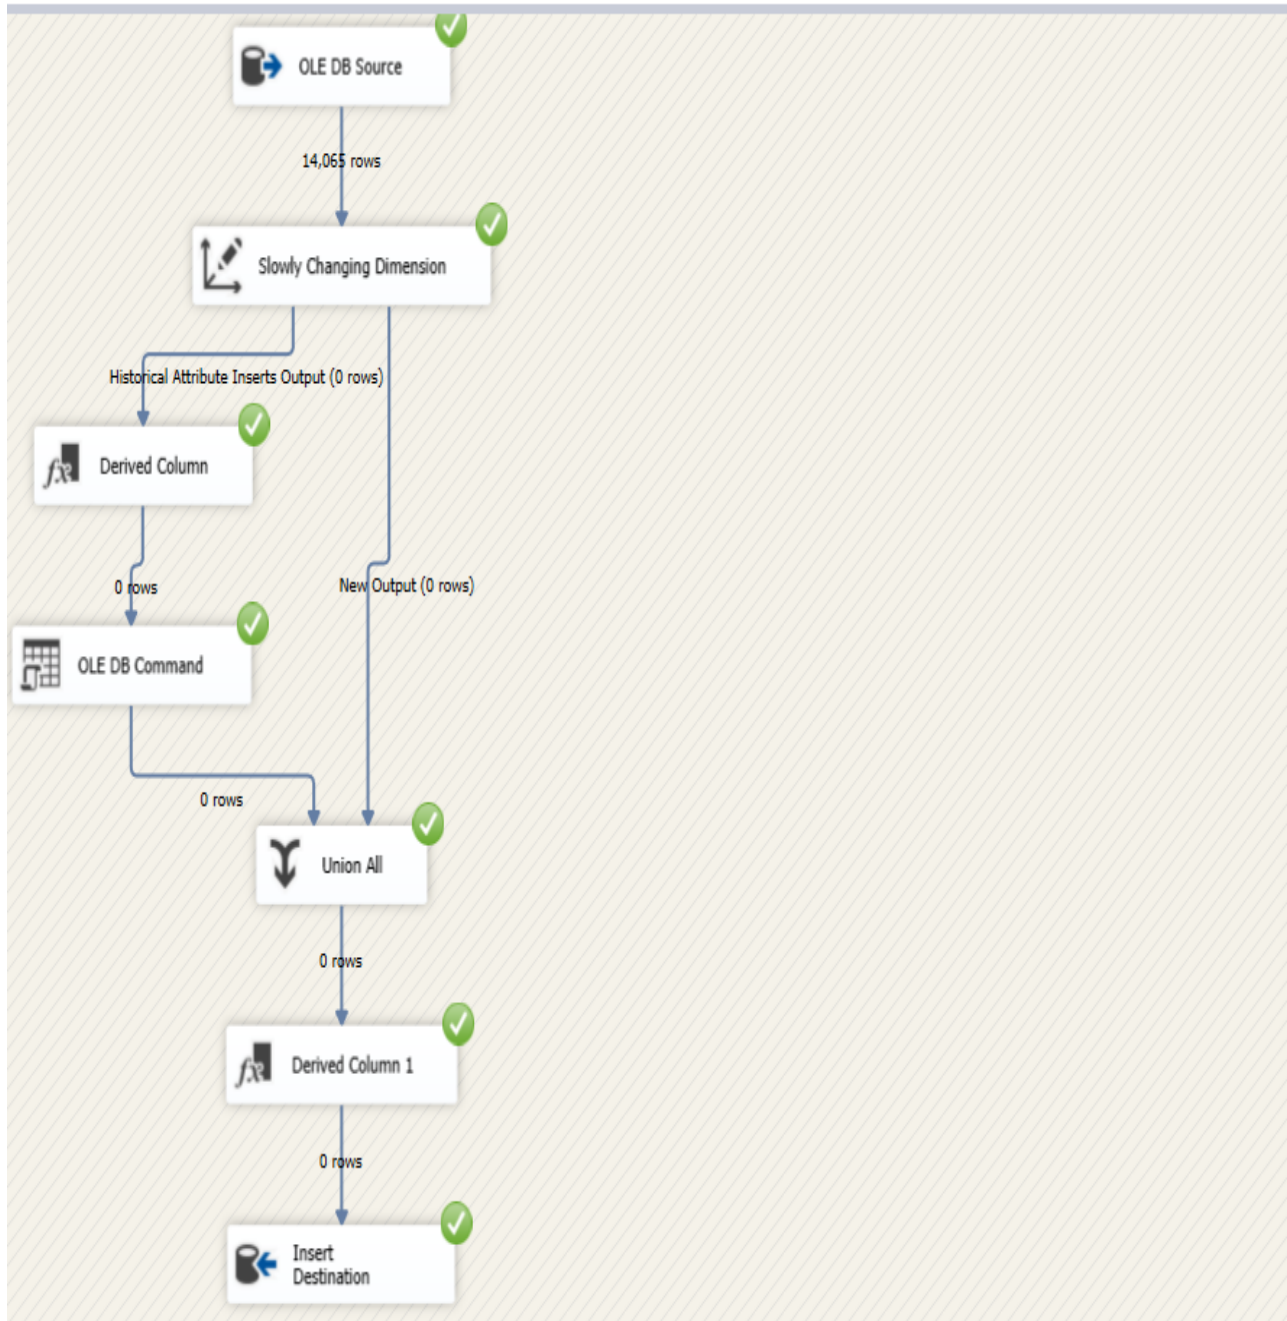 OLE DB Source
14,065 rows
Slowly Changing Dimension
Historical Attribute Inserts Output (0 rows)
Derived Column
0 rows
New Output (0 rows)
OLE DB Command
0 rows
Union All
0 rows
Derived Column 1
0 rows
Insert
Destination